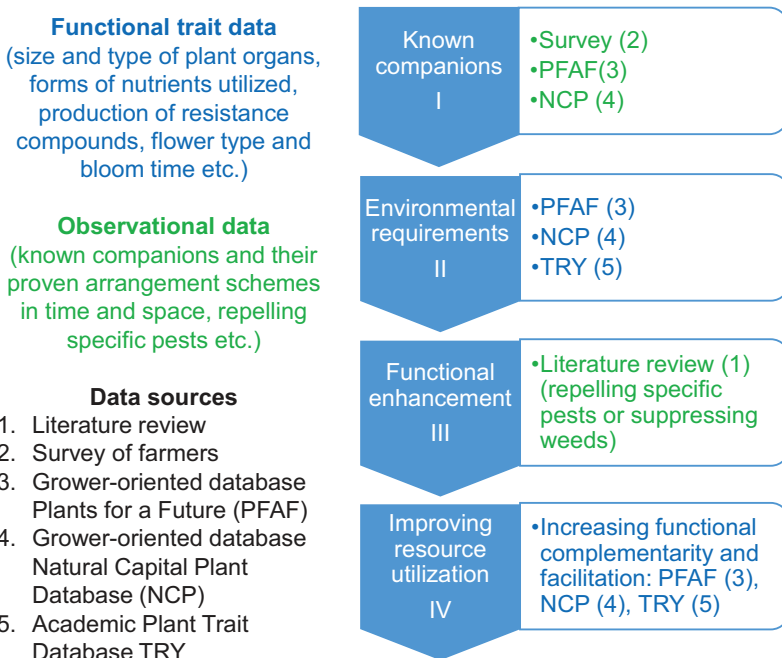 Functional trait data
(size and type of plant organs,
forms of nutrients utilized,
production of resistance
compounds, flower type and
bloom time etc.)
Observational data
(known companions and their
proven arrangement schemes
in time and space, repelling
specific pests etc.)
Data sources
1. Literature review
2. Survey of farmers
3. Grower-oriented database
Plants for a Future (PFAF)
4. Grower-oriented database
Natural Capital Plant
Database (NCP)
5. Academic Plant Trait
Database TRY
Known
companions
I
•Survey (2)
•PFAF(3)
•NCP (4)
Environmental
requirements
II
•PFAF (3)
•NCP (4)
•TRY (5)
Functional
enhancement
III
•Literature review (1)
(repelling specific
pests or suppressing
weeds)
Improving
resource
utilization
IV
•Increasing functional
complementarity and
facilitation: PFAF (3),
NCP (4), TRY (5)